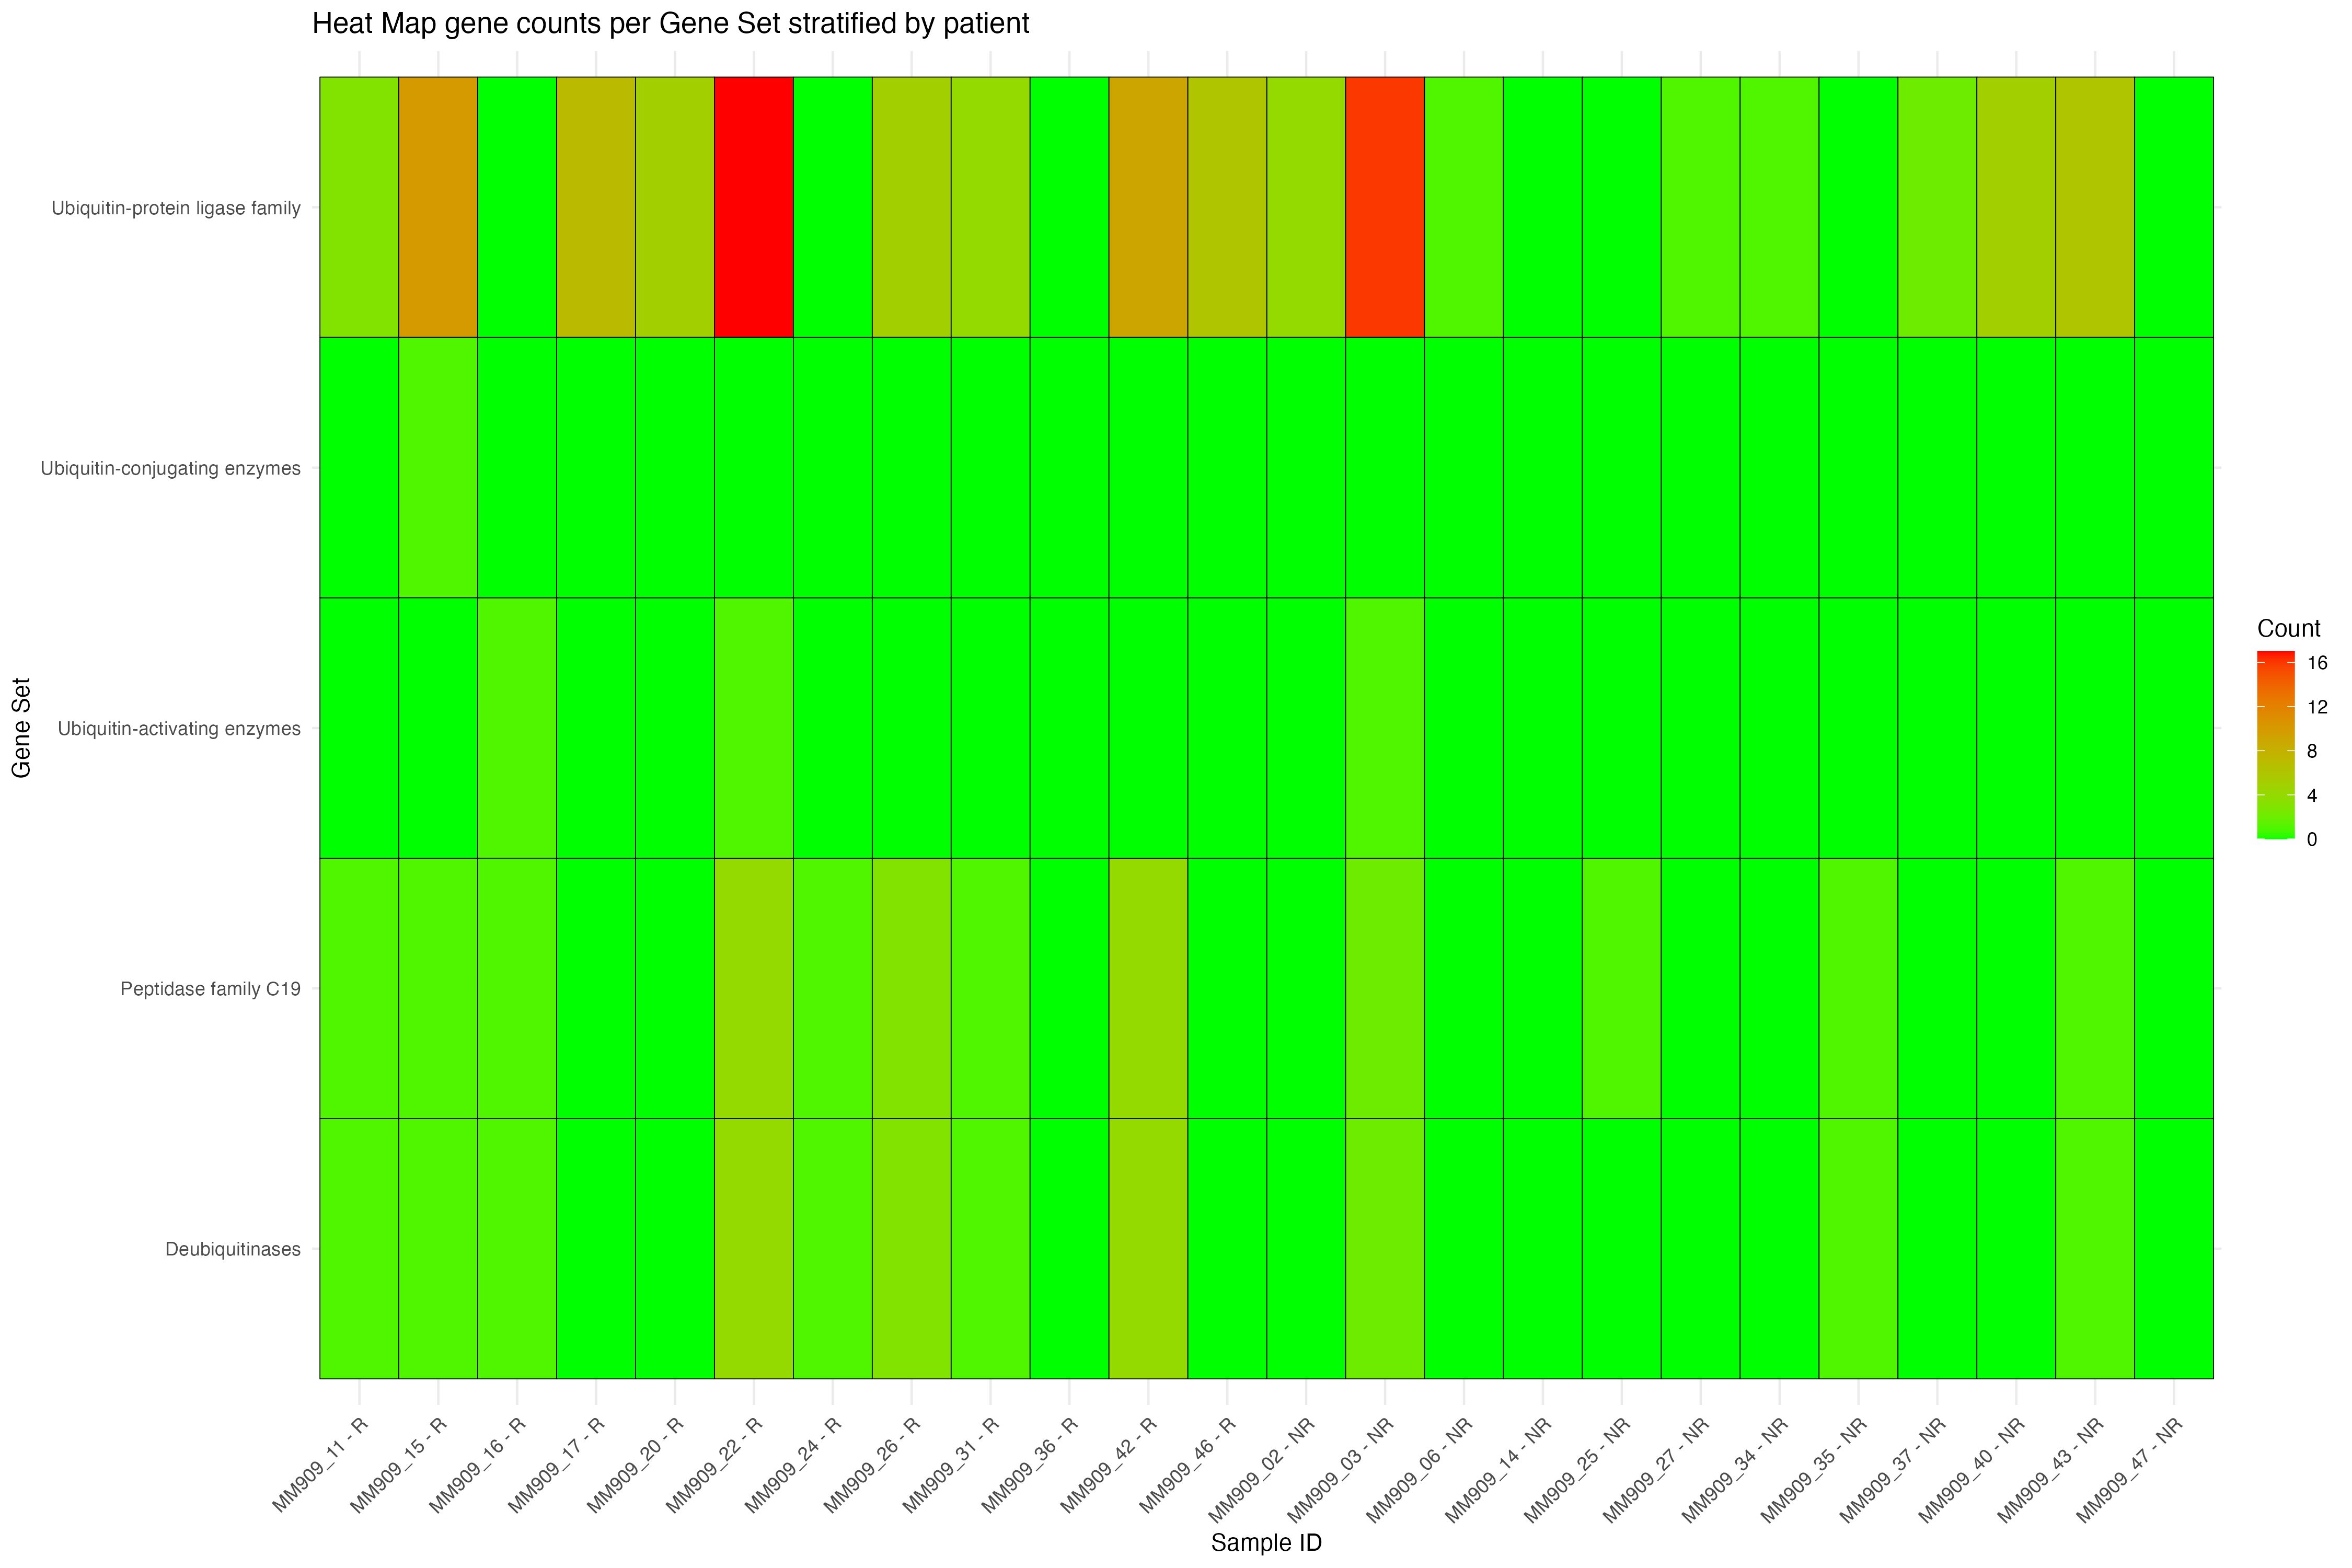 Heat Map gene counts per Gene Set stratified by patient
Gene Set
Ubiquitin-protein ligase family
Ubiquitin-conjugating enzymes
Ubiquitin-activating enzymes
Peptidase family C19
Deubiquitinases
MM909_11 - R
MM909_15 - R
MM909_16 - R
MM909_17 - R
MM909_20 - R
MM909_22 - R
MM909_24 - R
MM909_26 - R
MM909_31 - R
MM909_36 - R
MM909_42 - R
MM909_46 - R
MM909_02 - NR
MM909_03 - NR
MM909_06 - NR
MM909_14 - NR
MM909_25 - NR
MM909_27 - NR
MM909_34 - NR
MM909_35 - NR
MM909_37 - NR
MM909_40 - NR
MM909_43 - NR
MM909_47 - NR
Sample ID
Count
16
12
8
4
0